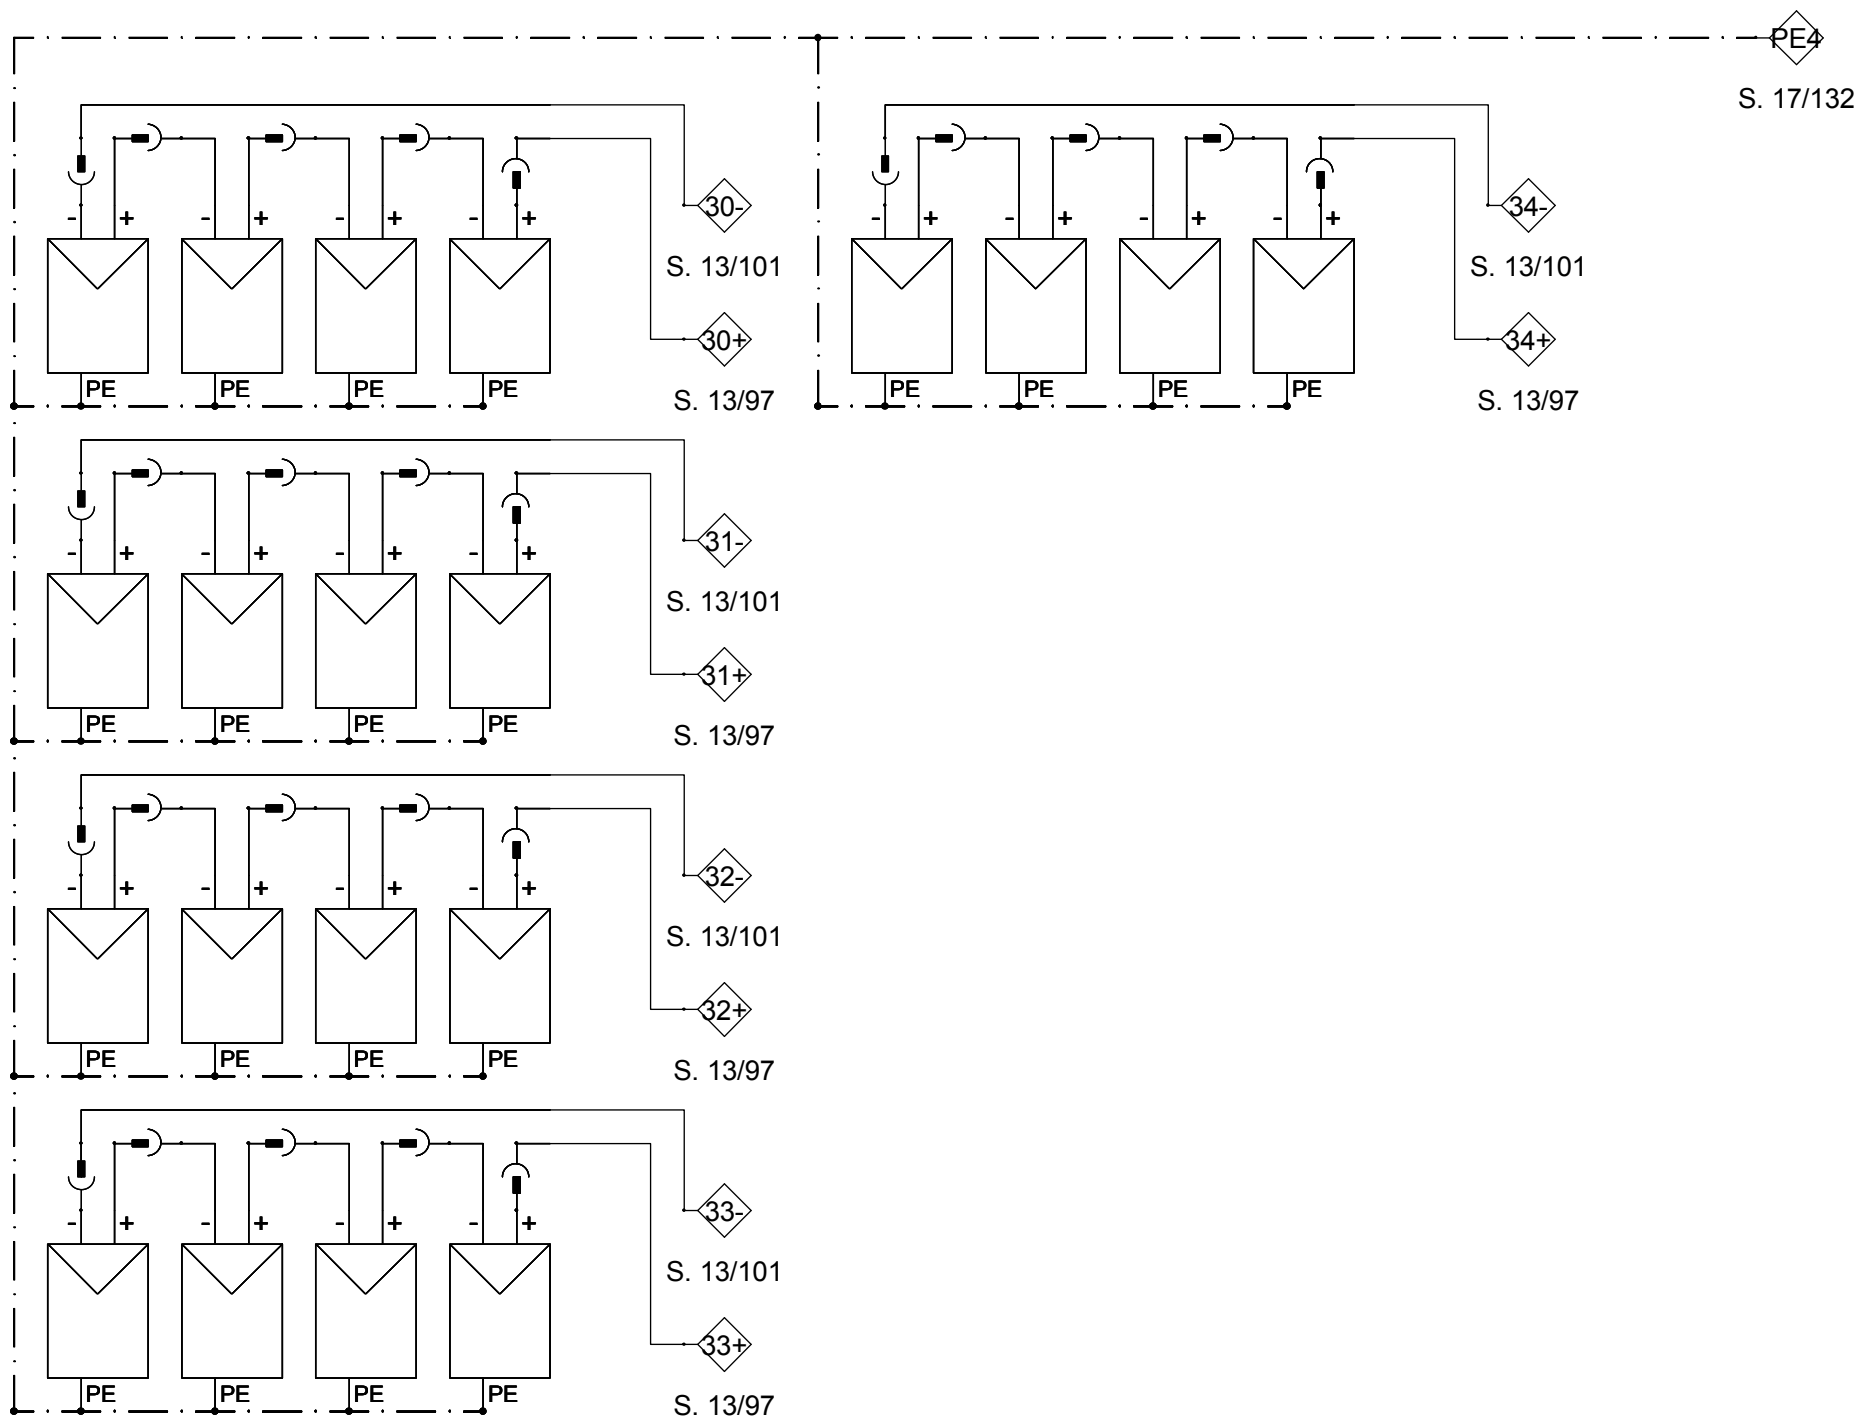 PE4
S. 17/132
- + - + - + - + 30-
S. 13/101
30+
PE PE PE PE S. 13/97
- + - + - + - + 34-
S. 13/101
34+
PE PE PE PE S. 13/97
- + - + - + - + 31-
S. 13/101
31+
PE PE PE PE S. 13/97
- + - + - + - + 32-
S. 13/101
32+
PE PE PE PE S. 13/97
- + - + - + - + 33-
S. 13/101
33+
PE PE PE PE S. 13/97